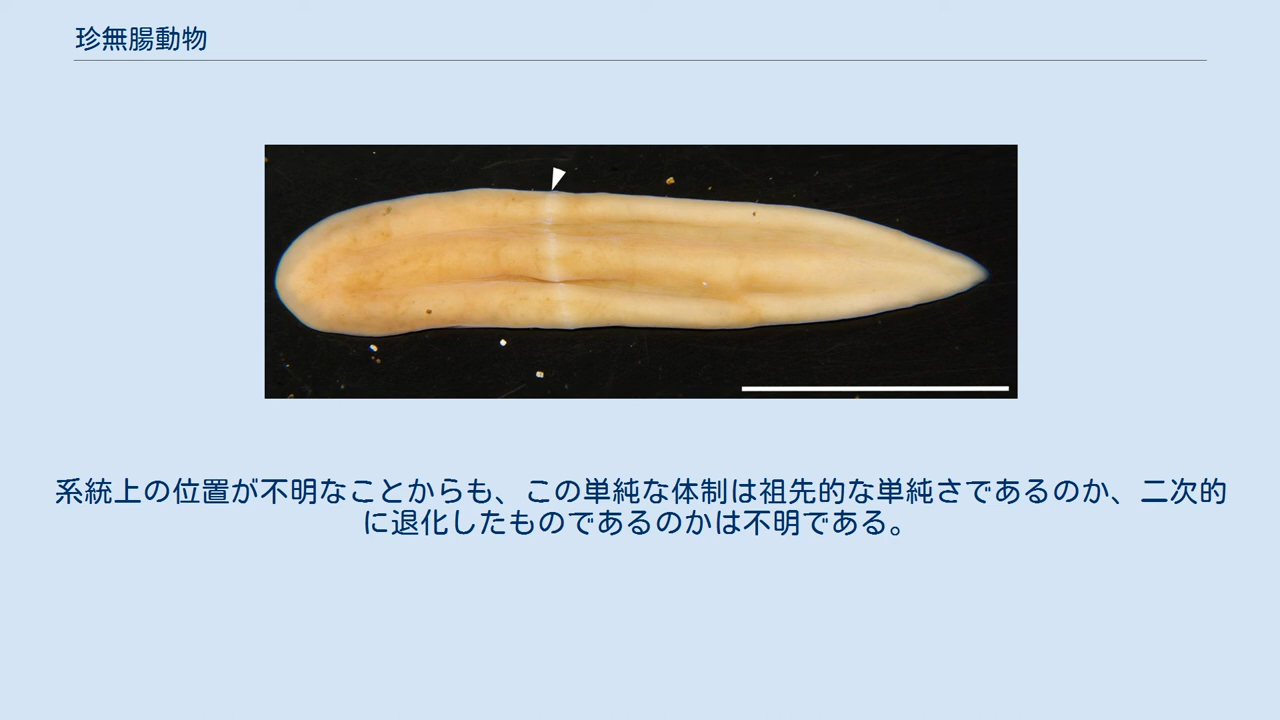 珍無腸動物
系統上の位置が不明なことからも、この単純な体制は祖先的な単純さであるのか、二次的
に退化したものであるのかは不明である。